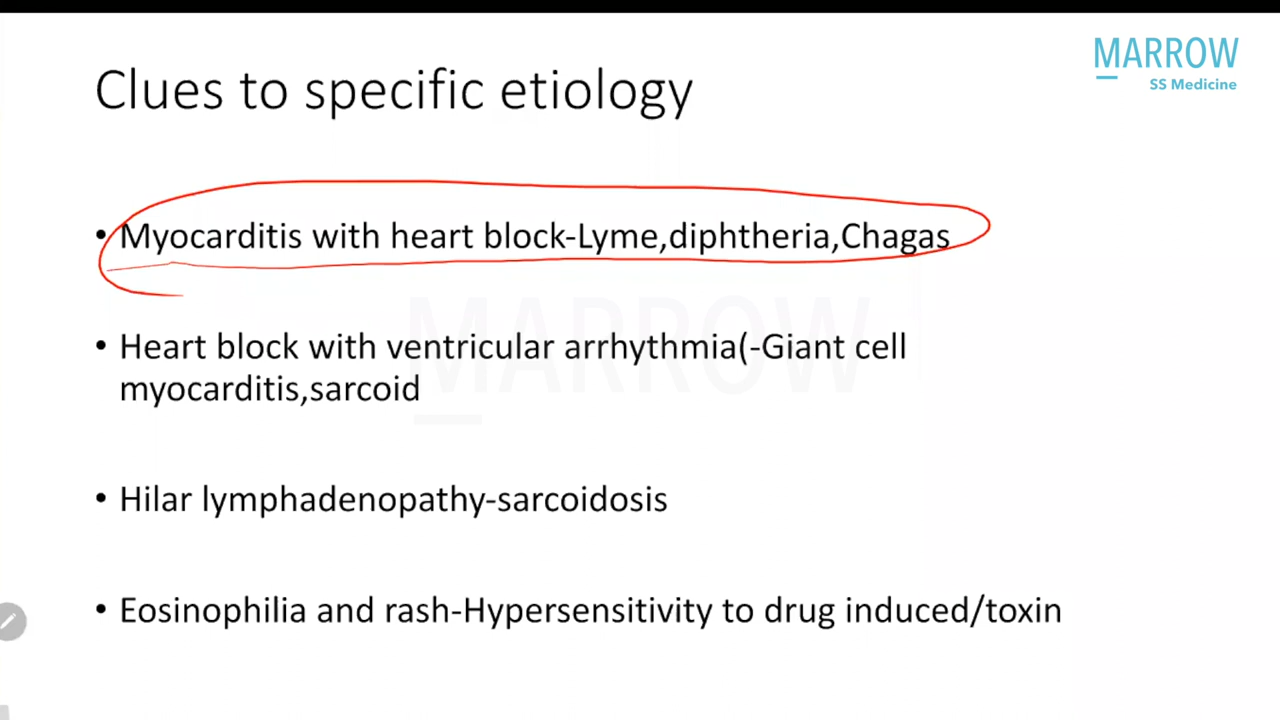 MARROW
SS Medicine
Clues to specific etiology
• Myocarditis with heart block-Lyme,diphtheria,Chagas
• Heart block with ventricular arrhythmia(-Giant cell
myocarditis,sarcoid
• Hilar lymphadenopathy-sarcoidosis
• Eosinophilia and rash-Hypersensitivity to drug induced/toxin
MARROW